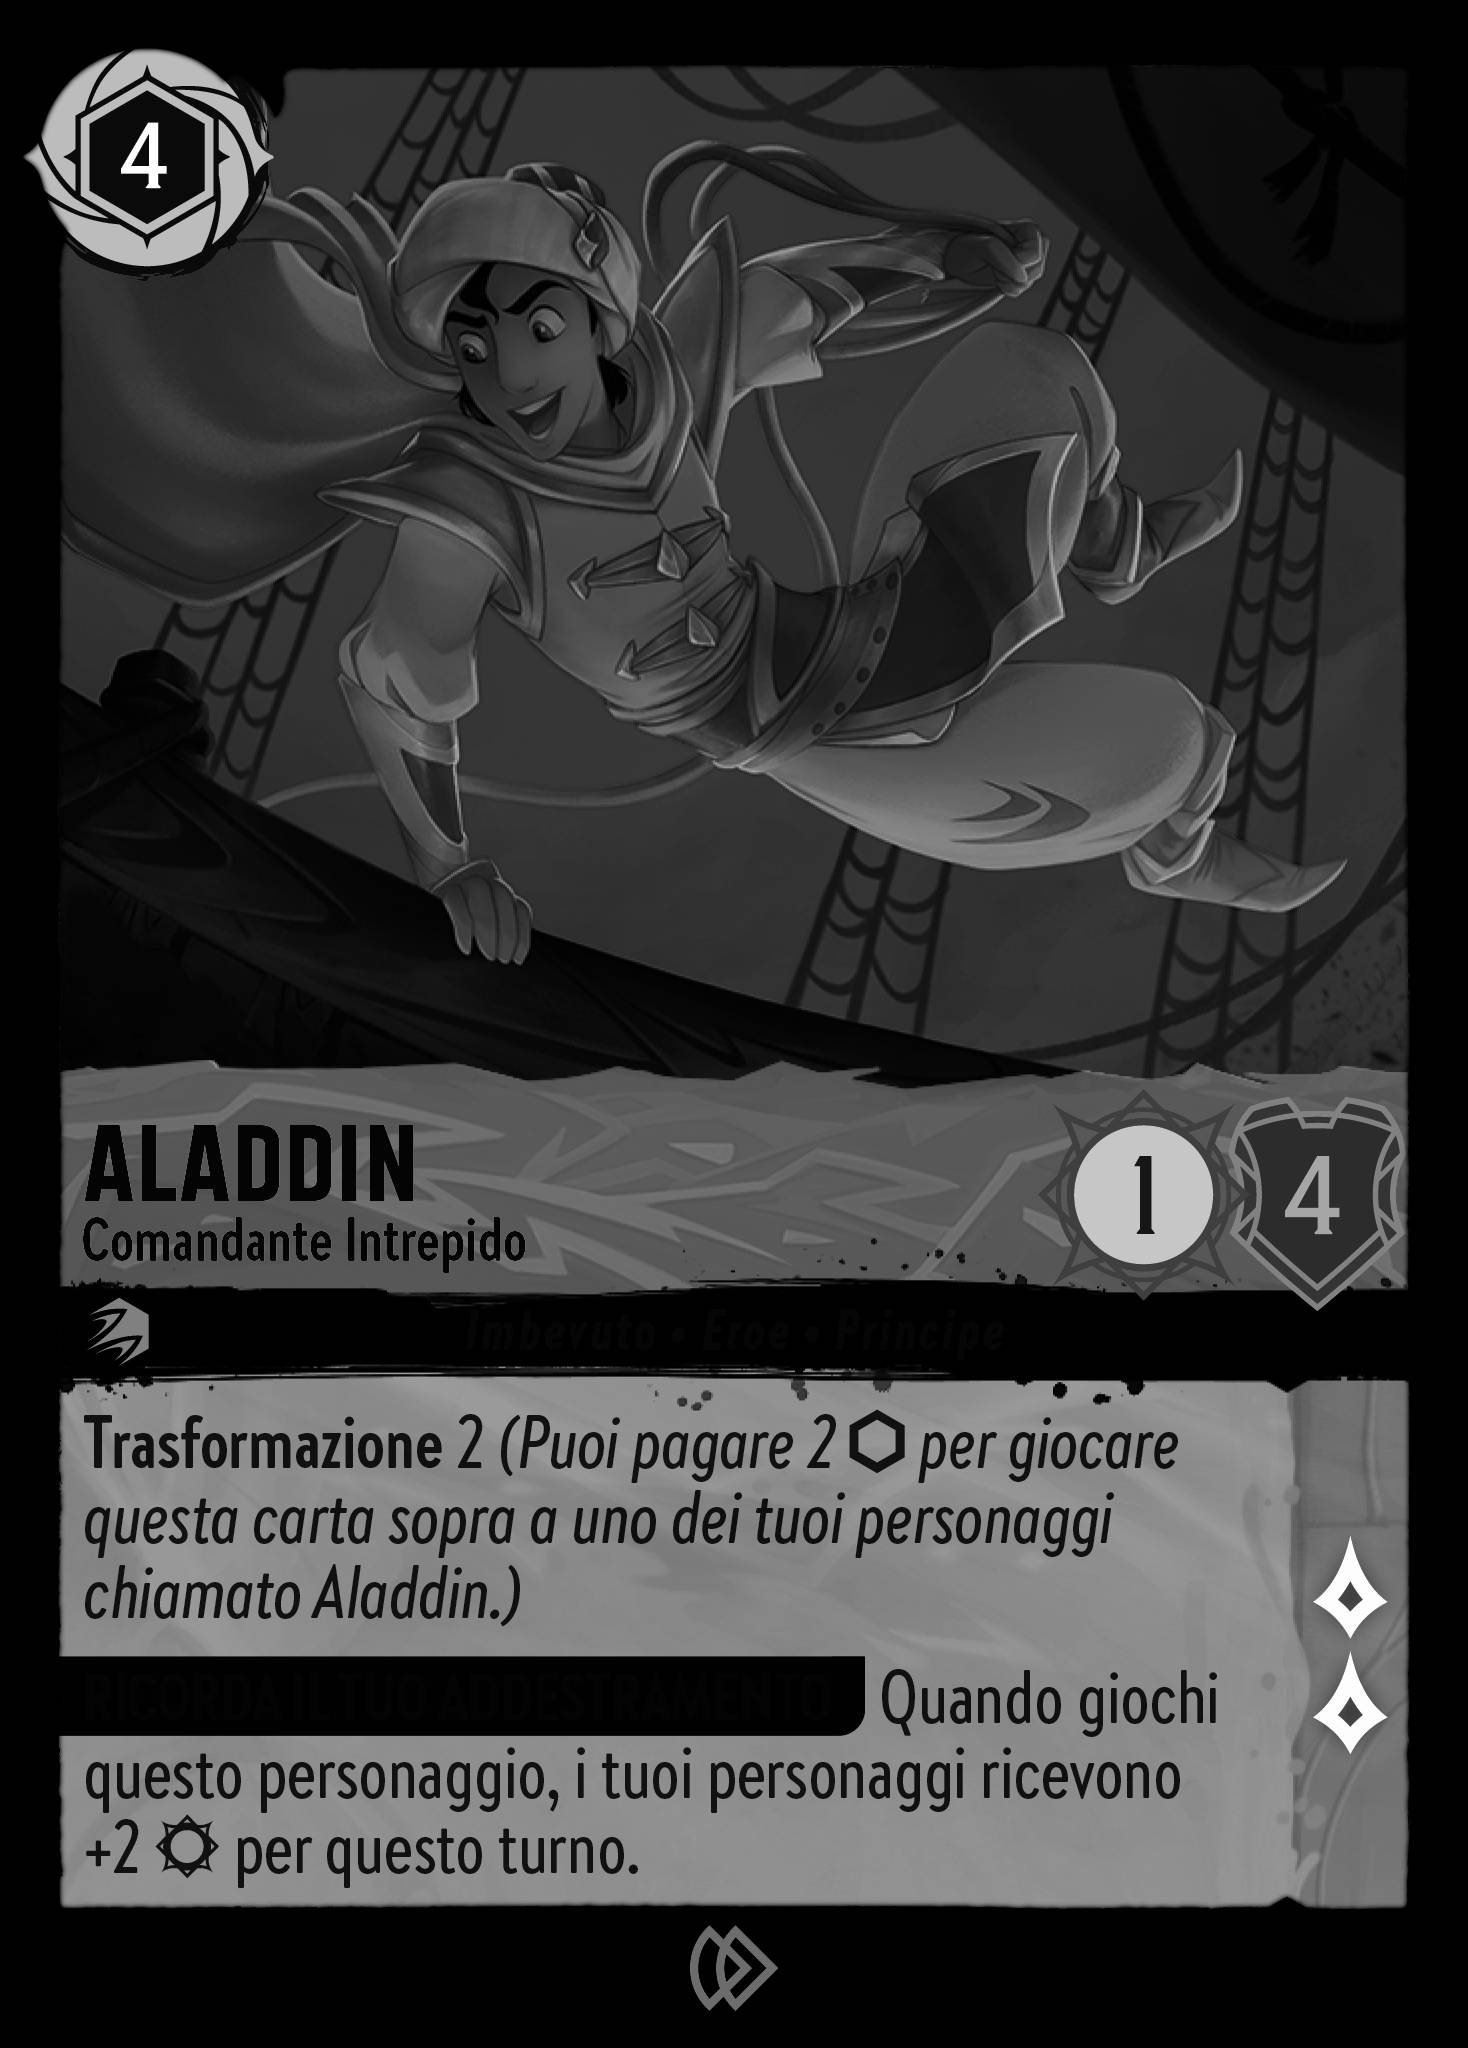 4
ALADDIN
Comandante Intrepido
1 4
Imbevuto • Eroe • Principe
Trasformazione 2 (Puoi pagare 2 per giocare
questa carta sopra a uno dei tuoi personaggi
chiamato Aladdin.)
RICORDA IL TUO ADDESTRAMENTO Quando giochi
questo personaggio, i tuoi personaggi ricevono
+2 per questo turno.